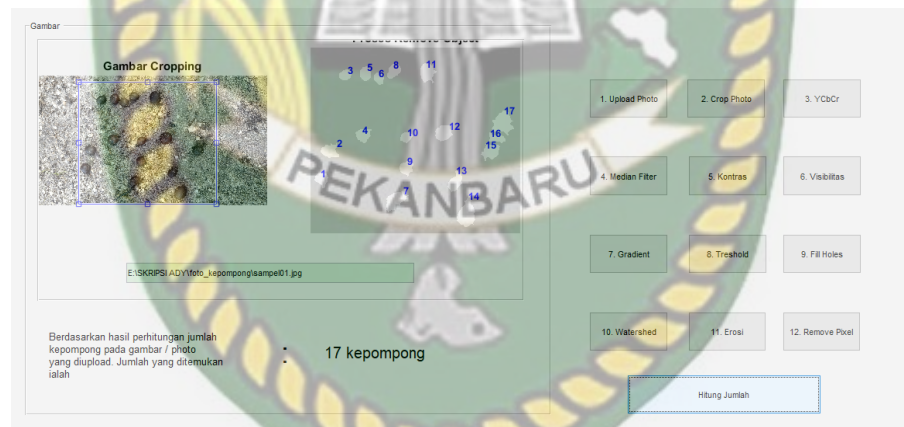 Gambar
Proses Remove Object
Gambar Cropping
3
5
6
8
11
17
4
10
12
16
2
15
9
1
13
7
14
PEKANBARU
E:\SKRIPSI ADY\foto_kepompong\sampel01.jpg
Berdasarkan hasil perhitungan jumlah
kepompong pada gambar / photo
yang diupload. Jumlah yang ditemukan
ialah
:
17 kepompong
1. Upload Photo
2. Crop Photo
3. YCbCr
4. Median Filter
5. Kontras
6. Visibilitas
7. Gradient
8. Treshold
9. Fill Holes
10. Watershed
11. Erosi
12. Remove Pixel
Hitung Jumlah